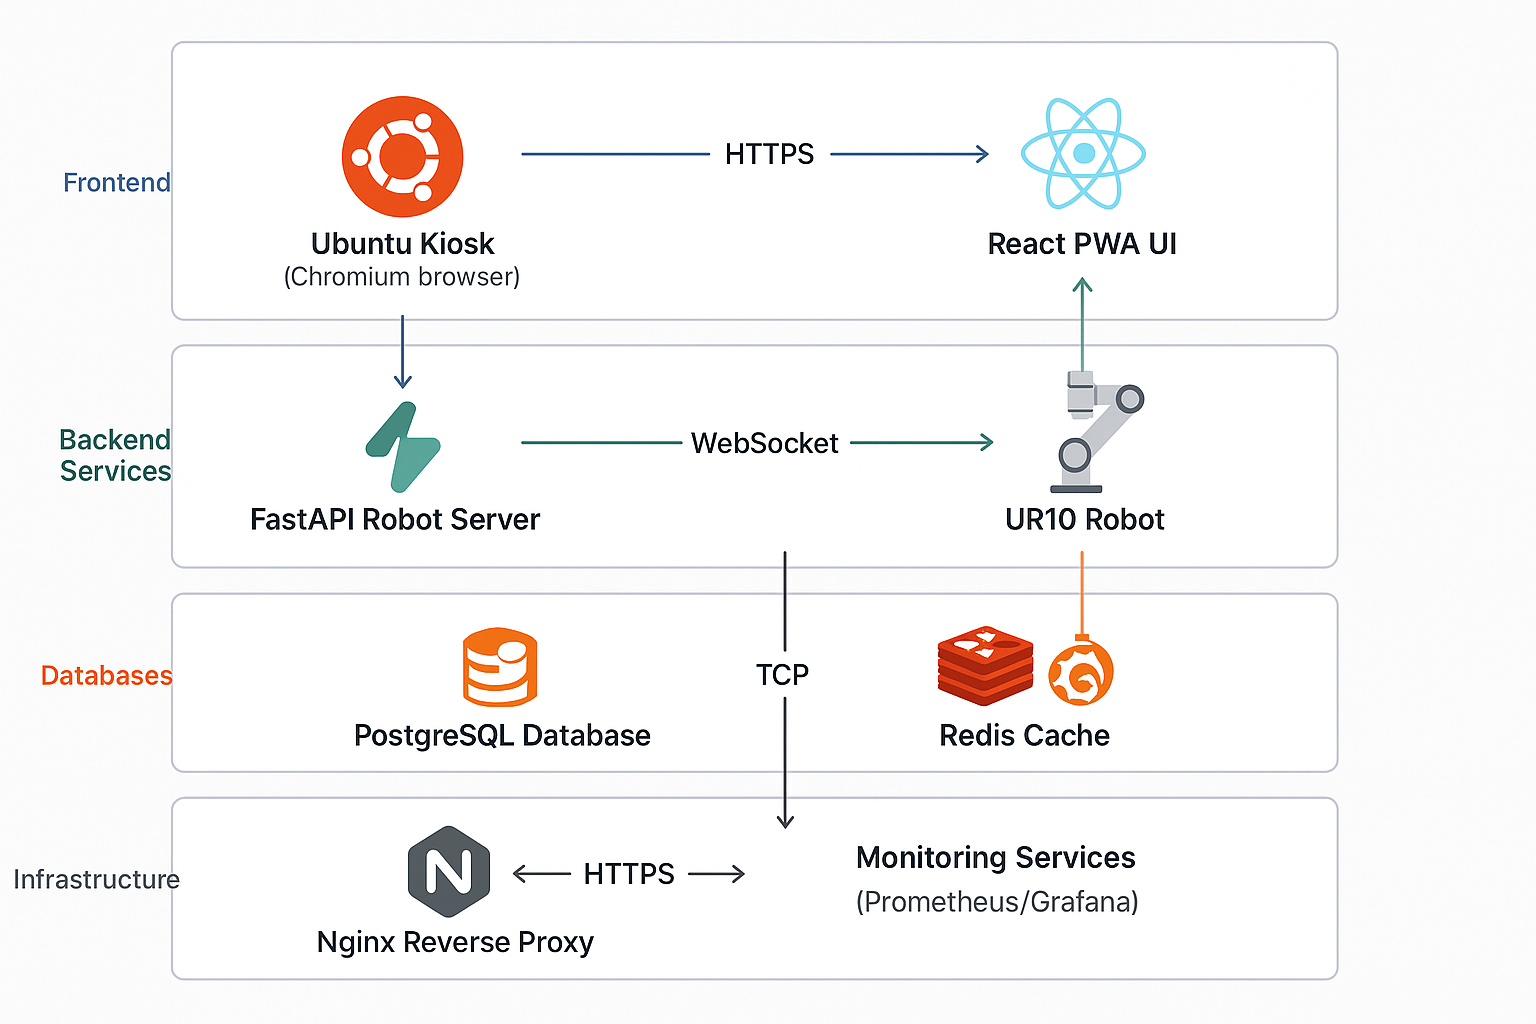 Frontend
HTTPS
Ubuntu Kiosk
(Chromium browser)
React PWA UI
Backend
Services
WebSocket
FastAPI Robot Server
UR10 Robot
Databases
TCP
PostgreSQL Database
Redis Cache
Infrastructure
N
HTTPS
Nginx Reverse Proxy
Monitoring Services
(Prometheus/Grafana)